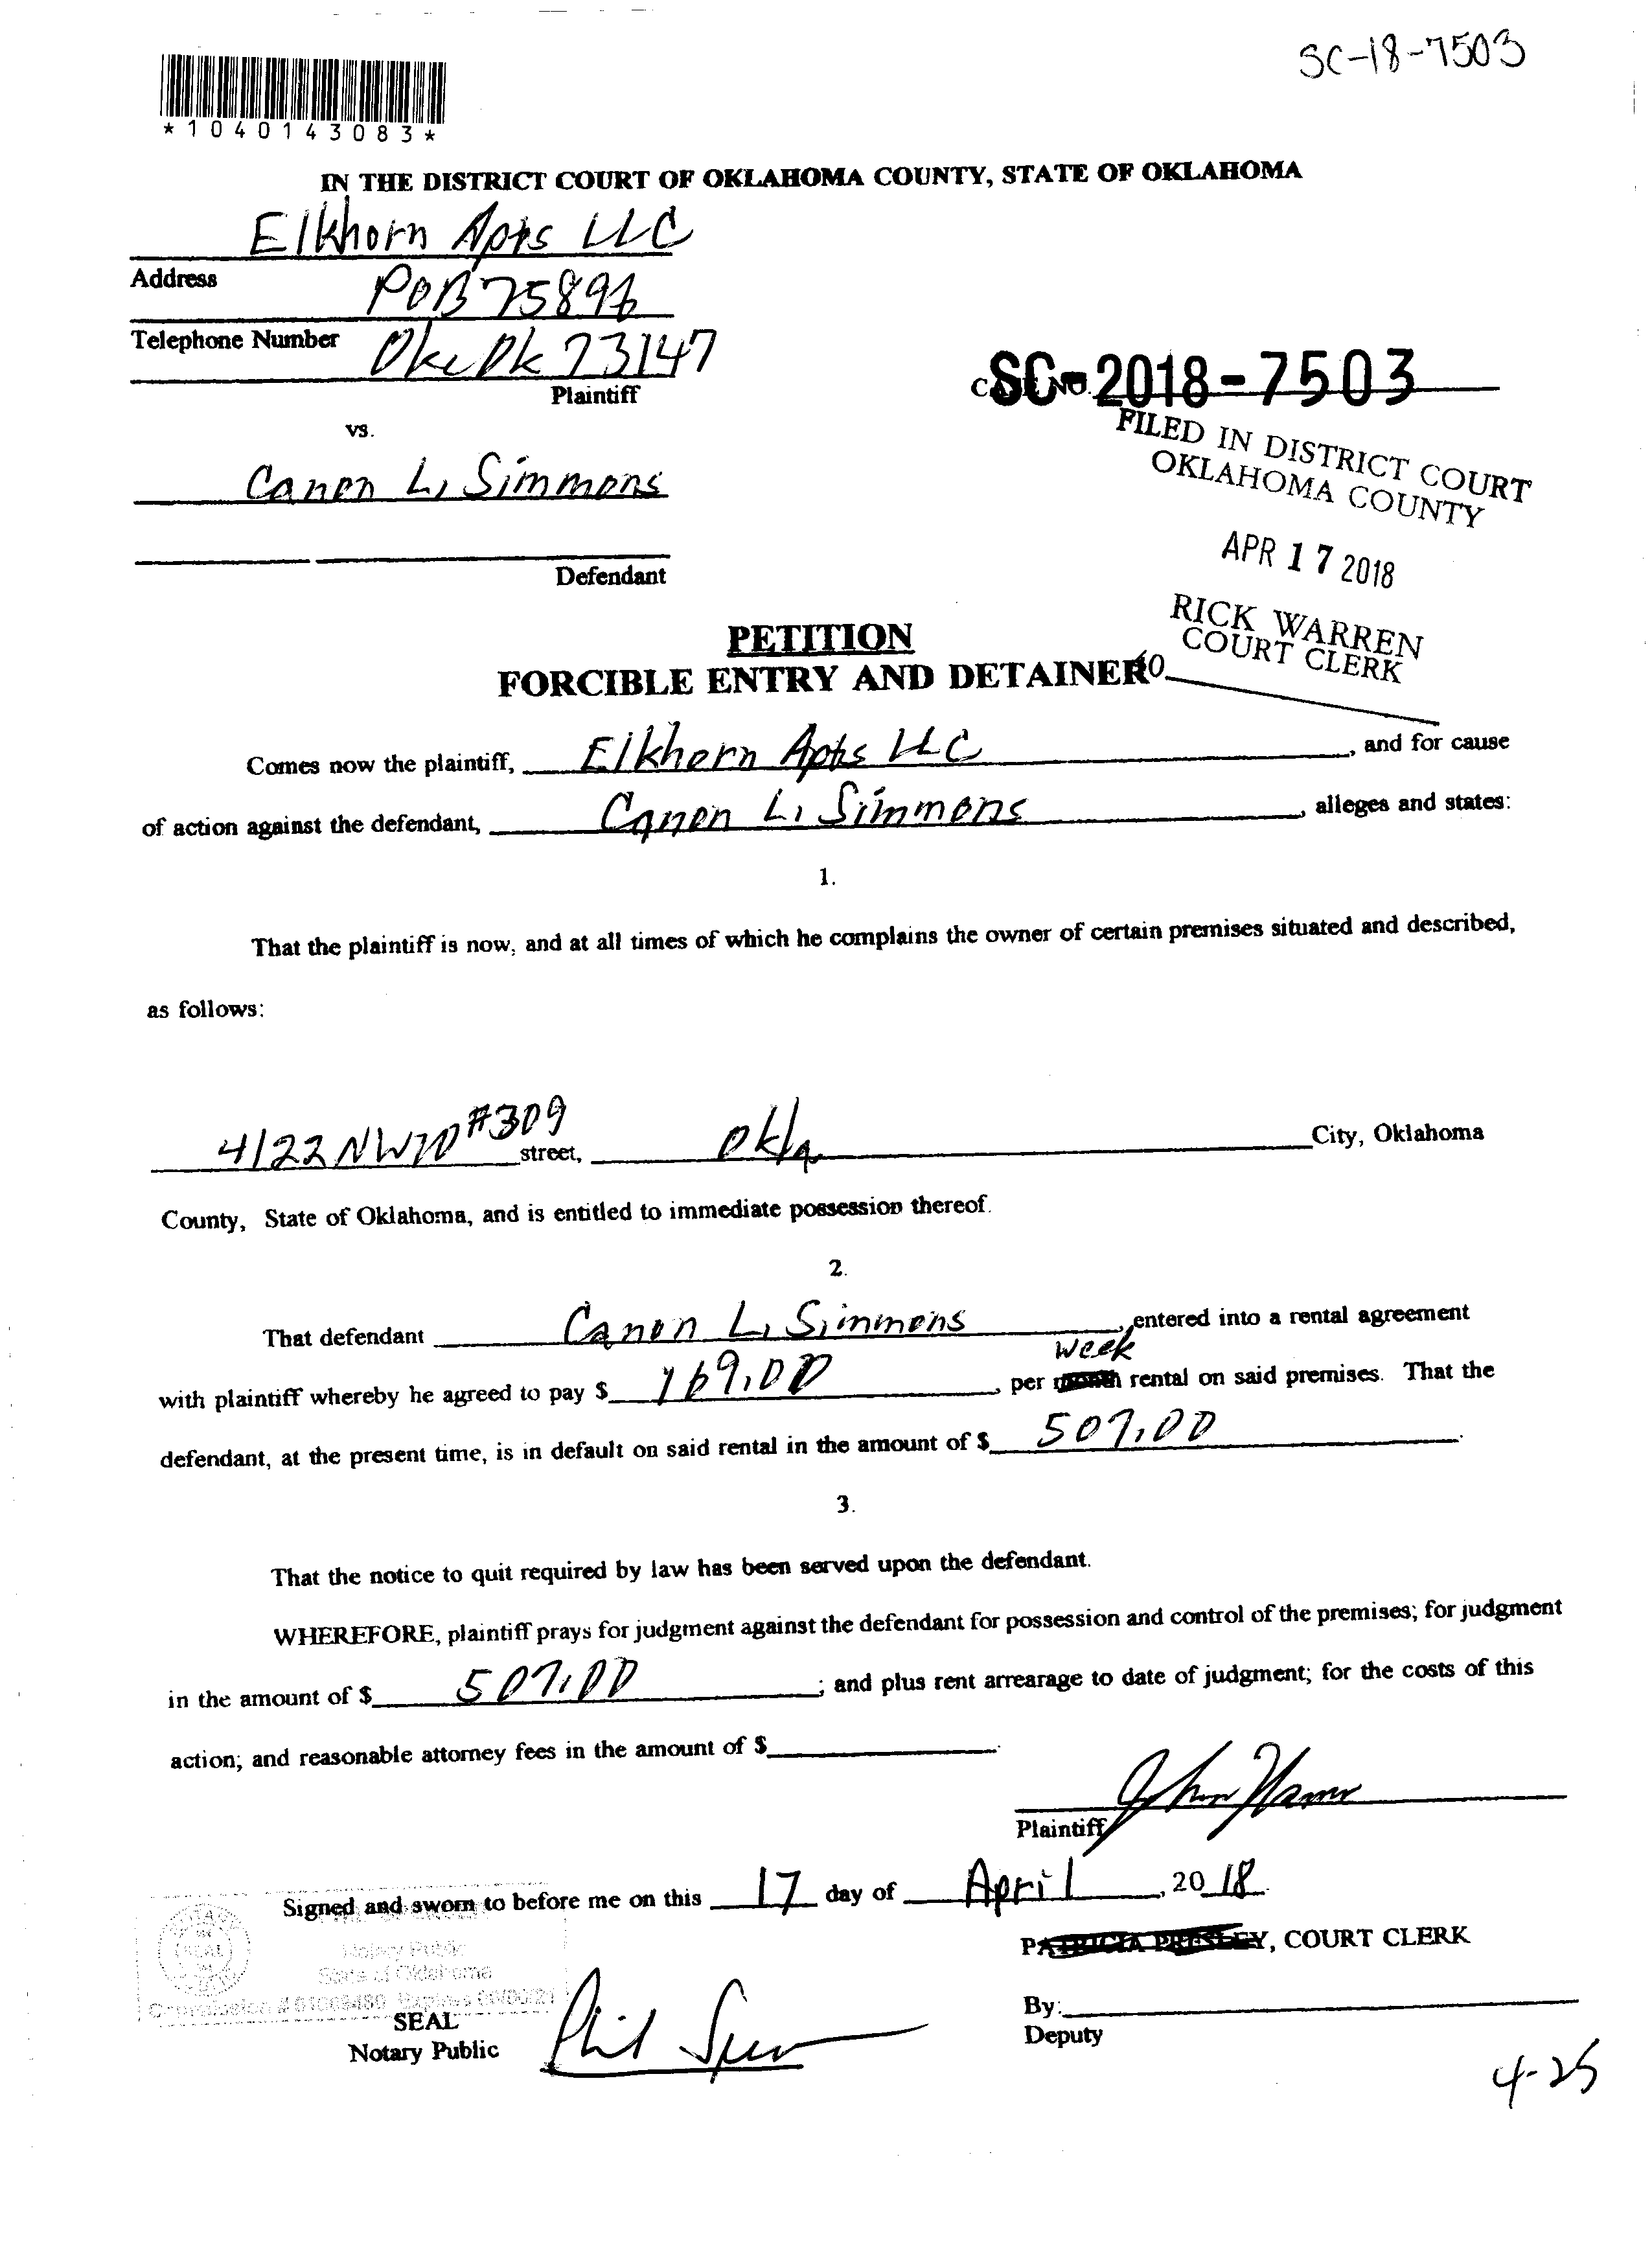 SC-18-7503
*1040143083*
IN THE DISTRICT COURT OF OKLAHOMA COUNTY, STATE OF OKLAHOMA
Elkhorn Apts LLC
Address
POB 75896
Telephone Number
Okc Ok 73147
Plaintiff
CASE NO. SC-2018-7503
vs.
FILED IN DISTRICT COURT
OKLAHOMA COUNTY
Canon L. Simmons
APR 17 2018
Defendant
RICK WARREN
COURT CLERK
PETITION
FORCIBLE ENTRY AND DETAINER
Comes now the plaintiff, Elkhorn Apts LLC, and for cause
of action against the defendant, Canon L. Simmons, alleges and states:
1.
That the plaintiff is now, and at all times of which he complains the owner of certain premises situated and described,
as follows:
4122 NW10 #309 street, Okla City, Oklahoma
County, State of Oklahoma, and is entitled to immediate possession thereof.
2.
That defendant Canon L. Simmons, entered into a rental agreement
with plaintiff whereby he agreed to pay $ 169.00, per month week rental on said premises. That the
defendant, at the present time, is in default on said rental in the amount of $ 507.00.
3.
That the notice to quit required by law has been served upon the defendant.
WHEREFORE, plaintiff prays for judgment against the defendant for possession and control of the premises; for judgment
in the amount of $ 507.00; and plus rent arrearage to date of judgment; for the costs of this
action; and reasonable attorney fees in the amount of $
Plaintiff
Signed and sworn to before me on this 17 day of April, 2018.
PATRICIA PRESLEY, COURT CLERK
Notary Public
State of Oklahoma
SEAL
Notary Public
By:
Deputy
4-25